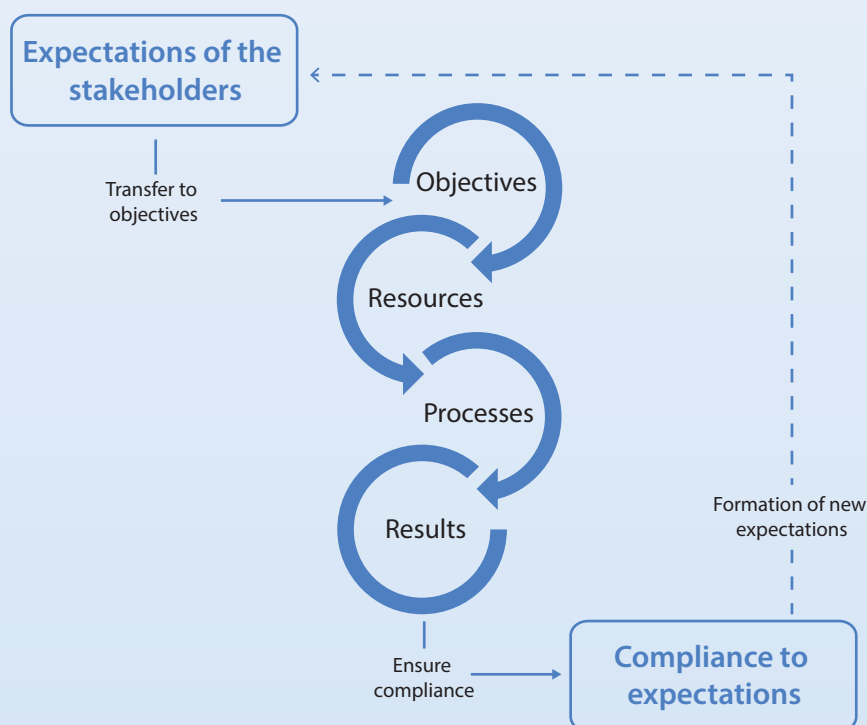 Expectations of the
stakeholders
Transfer to
objectives
Objectives
Resources
Processes
Results
Ensure
compliance
Compliance to
expectations
Formation of new
expectations